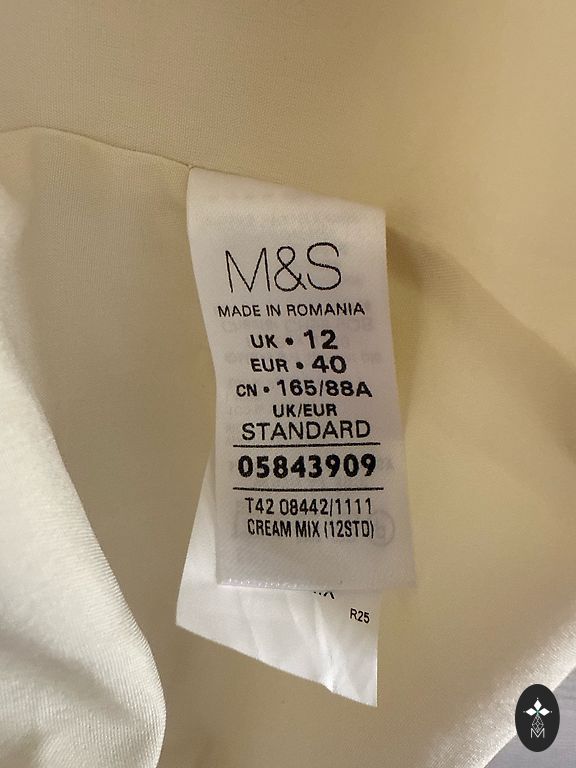 M&S
MADE IN ROMANIA
UK • 12
EUR • 40
CN • 165/88A
UK/EUR
STANDARD
05843909
T42 08442/1111
CREAM MIX (12STD)
R25
M